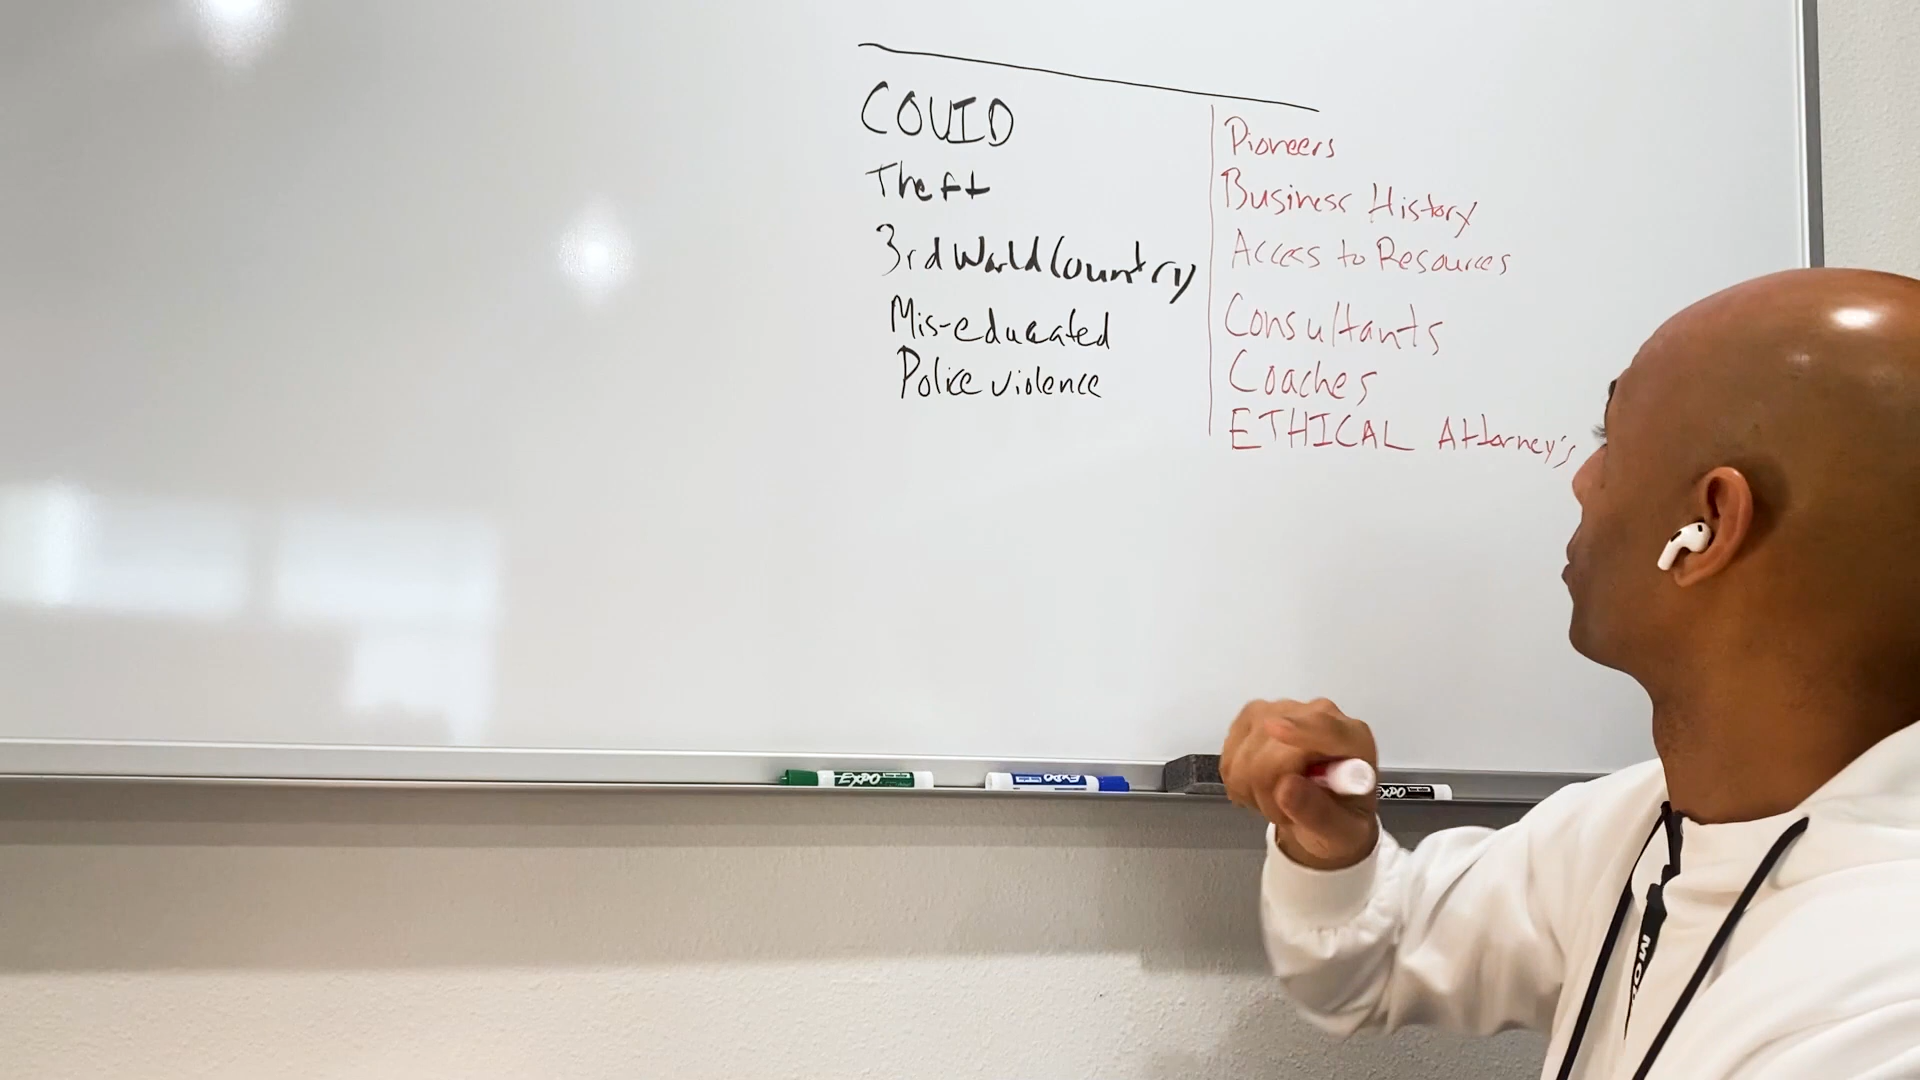 COVID
Theft
3rd World Country
Mis-educated
Police violence
Pioneers
Business History
Access to Resources
Consultants
Coaches
ETHICAL Attorney's
EXPO
EXPO
EXPO